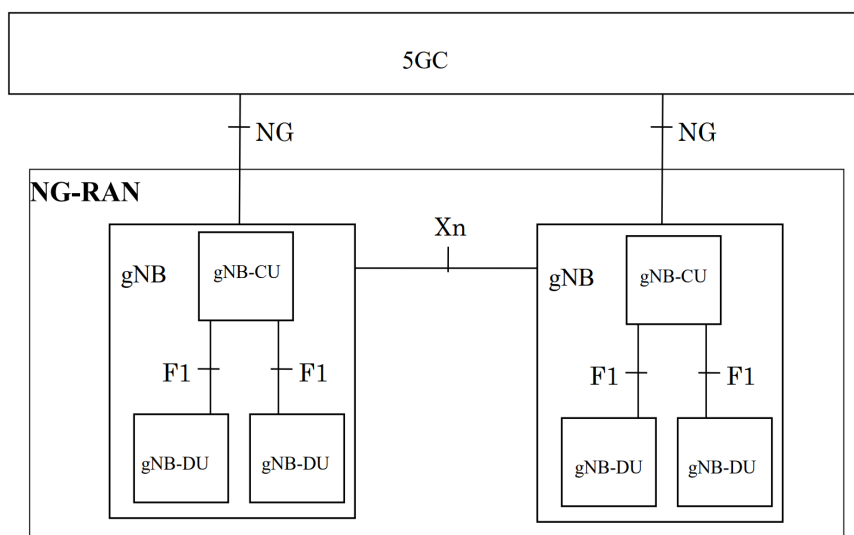 5GC
NG
NG
NG-RAN
Xn
gNB
gNB-CU
gNB
gNB-CU
F1
F1
F1
F1
gNB-DU
gNB-DU
gNB-DU
gNB-DU